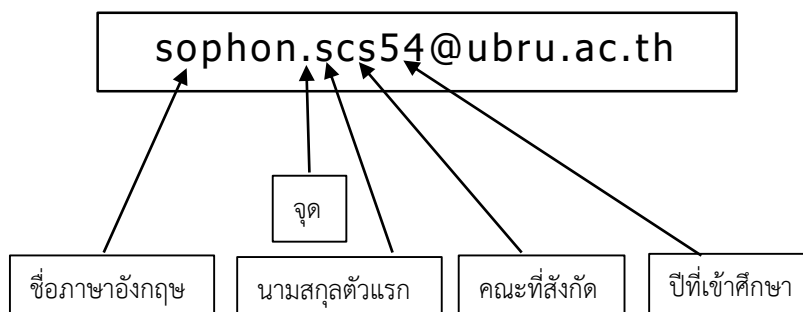 sophon.scs54@ubru.ac.th
จุด
ชื่อภาษาอังกฤษ นามสกุลตัวแรก คณะที่สังกัด ปีที่เข้าศึกษา